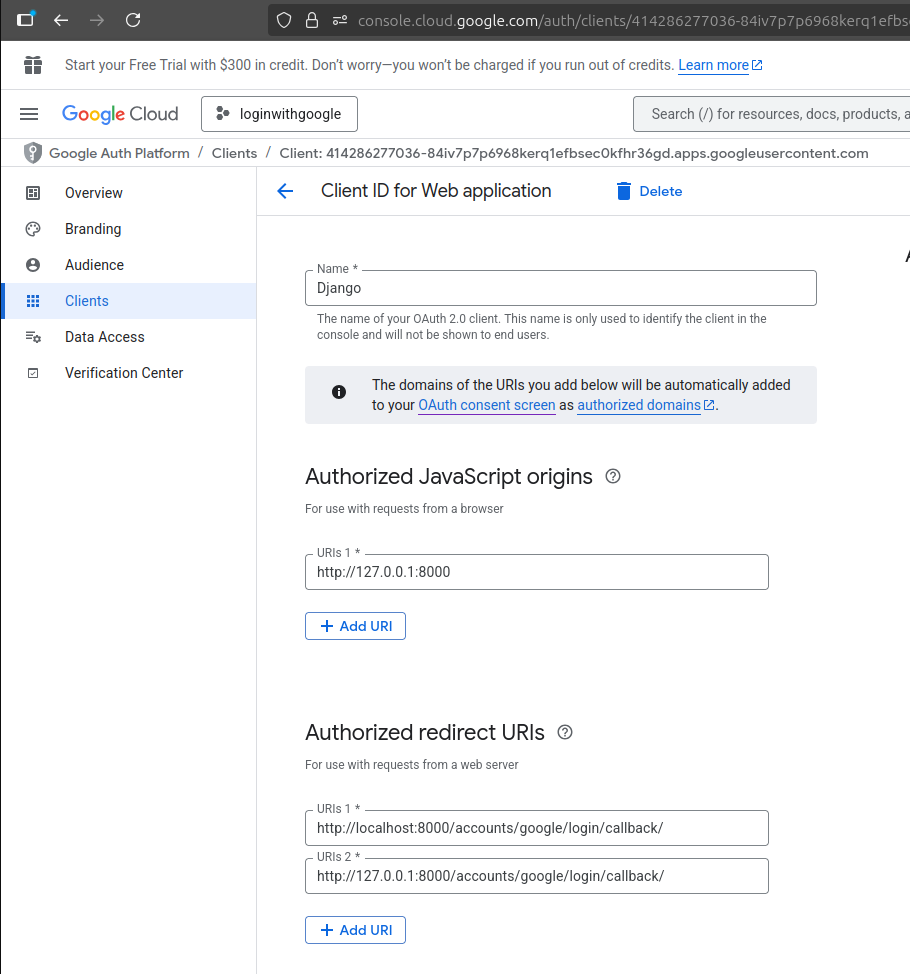 console.cloud.google.com/auth/clients/414286277036-84iv7p7p6968kerq1efbs
Start your Free Trial with $300 in credit. Don't worry—you won't be charged if you run out of credits. Learn more
Google Cloud
loginwithgoogle
Search (/) for resources, docs, products, a
Google Auth Platform / Clients / Client: 414286277036-84iv7p7p6968kerq1efbsec0kfhr36gd.apps.googleusercontent.com
Overview
Branding
Audience
Clients
Data Access
Verification Center
Client ID for Web application
Delete
Name *
Django
The name of your OAuth 2.0 client. This name is only used to identify the client in the
console and will not be shown to end users.
The domains of the URIs you add below will be automatically added
to your OAuth consent screen as authorized domains.
Authorized JavaScript origins
For use with requests from a browser
URIs 1 *
http://127.0.0.1:8000
+ Add URI
Authorized redirect URIs
For use with requests from a web server
URIs 1 *
http://localhost:8000/accounts/google/login/callback/
URIs 2 *
http://127.0.0.1:8000/accounts/google/login/callback/
+ Add URI